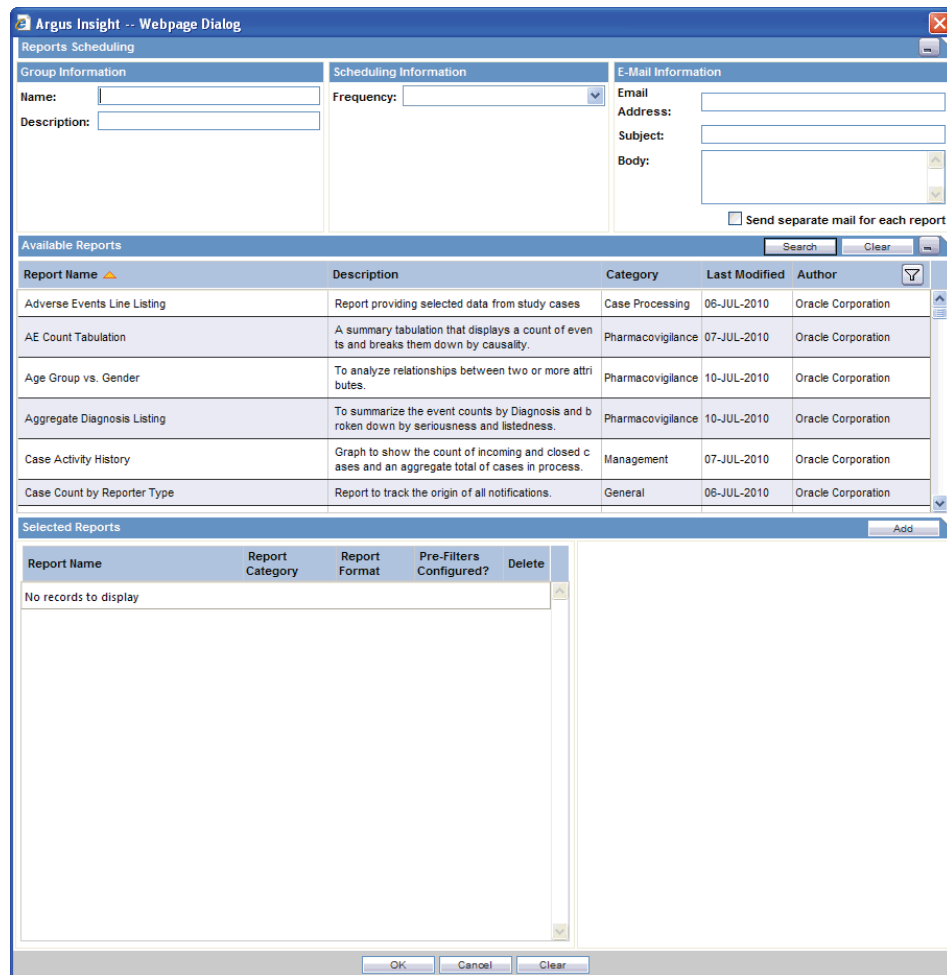 Argus Insight -- Webpage Dialog
Reports Scheduling
Group Information
Name:
Description:
Scheduling Information
Frequency:
E-Mail Information
Email
Address:
Subject:
Body:
Send separate mail for each report
Available Reports
Search
Clear
Report Name Description Category Last Modified Author
Adverse Events Line Listing Report providing selected data from study cases Case Processing 06-JUL-2010 Oracle Corporation
AE Count Tabulation A summary tabulation that displays a count of even
ts and breaks them down by causality. Pharmacovigilance 07-JUL-2010 Oracle Corporation
Age Group vs. Gender To analyze relationships between two or more attri
butes. Pharmacovigilance 10-JUL-2010 Oracle Corporation
Aggregate Diagnosis Listing To summarize the event counts by Diagnosis and b
roken down by seriousness and listedness. Pharmacovigilance 10-JUL-2010 Oracle Corporation
Case Activity History Graph to show the count of incoming and closed c
ases and an aggregate total of cases in process. Management 07-JUL-2010 Oracle Corporation
Case Count by Reporter Type Report to track the origin of all notifications. General 06-JUL-2010 Oracle Corporation
Selected Reports
Add
Report Name
Report
Category
Report
Format
Pre-Filters
Configured?
Delete
No records to display
OK
Cancel
Clear